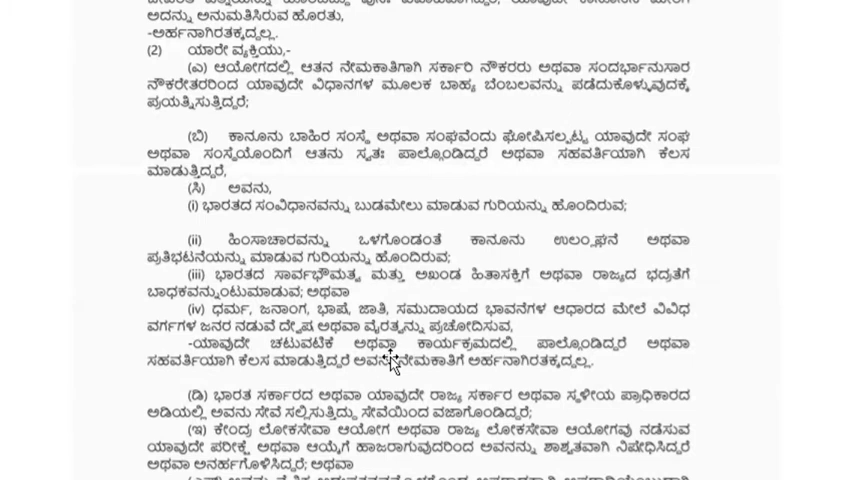 ಅದನ್ನು ಅನುಮತಿಸಿರುವ ಹೊರತು,
-ಅರ್ಹನಾಗಿರತಕ್ಕದ್ದಲ್ಲ.
(2) ಯಾರೇ ವ್ಯಕ್ತಿಯು,-
(ಎ) ಆಯೋಗದಲ್ಲಿ ಆತನ ನೇಮಕಾತಿಗಾಗಿ ಸರ್ಕಾರಿ ನೌಕರರು ಅಥವಾ ಸಂದರ್ಭಾನುಸಾರ
ನೌಕರೇತರರಿಂದ ಯಾವುದೇ ವಿಧಾನಗಳ ಮೂಲಕ ಬಾಹ್ಯ ಬೆಂಬಲವನ್ನು ಪಡೆದುಕೊಳ್ಳುವುದಕ್ಕೆ
ಪ್ರಯತ್ನಿಸುತ್ತಿದ್ದರೆ;
(ಬಿ) ಕಾನೂನು ಬಾಹಿರ ಸಂಸ್ಥೆ ಅಥವಾ ಸಂಘವೆಂದು ಘೋಷಿಸಲ್ಪಟ್ಟ ಯಾವುದೇ ಸಂಘ
ಅಥವಾ ಸಂಸ್ಥೆಯೊಂದಿಗೆ ಆತನು ಸ್ವತಃ ಪಾಲ್ಗೊಂಡಿದ್ದರೆ ಅಥವಾ ಸಹವರ್ತಿಯಾಗಿ ಕೆಲಸ
ಮಾಡುತ್ತಿದ್ದರೆ,
(ಸಿ) ಅವನು,
(i) ಭಾರತದ ಸಂವಿಧಾನವನ್ನು ಬುಡಮೇಲು ಮಾಡುವ ಗುರಿಯನ್ನು ಹೊಂದಿರುವ;
(ii) ಹಿಂಸಾಚಾರವನ್ನು ಒಳಗೊಂಡಂತೆ ಕಾನೂನು ಉಲ್ಲಂಘನೆ ಅಥವಾ
ಪ್ರತಿಭಟನೆಯನ್ನು ಮಾಡುವ ಗುರಿಯನ್ನು ಹೊಂದಿರುವ;
(iii) ಭಾರತದ ಸಾರ್ವಭೌಮತ್ವ ಮತ್ತು ಅಖಂಡ ಹಿತಾಸಕ್ತಿಗೆ ಅಥವಾ ರಾಜ್ಯದ ಭದ್ರತೆಗೆ
ಬಾಧಕವನ್ನುಂಟುಮಾಡುವ; ಅಥವಾ
(iv) ಧರ್ಮ, ಜನಾಂಗ, ಭಾಷೆ, ಜಾತಿ, ಸಮುದಾಯದ ಭಾವನೆಗಳ ಆಧಾರದ ಮೇಲೆ ವಿವಿಧ
ವರ್ಗಗಳ ಜನರ ನಡುವೆ ದ್ವೇಷ ಅಥವಾ ವೈರತ್ವನ್ನು ಪ್ರಚೋದಿಸುವ,
-ಯಾವುದೇ ಚಟುವಟಿಕೆ ಅಥವಾ ಕಾರ್ಯಕ್ರಮದಲ್ಲಿ ಪಾಲ್ಗೊಂಡಿದ್ದರೆ ಅಥವಾ
ಸಹವರ್ತಿಯಾಗಿ ಕೆಲಸ ಮಾಡುತ್ತಿದ್ದರೆ ಅವನು ನೇಮಕಾತಿಗೆ ಅರ್ಹನಾಗಿರತಕ್ಕದ್ದಲ್ಲ.
(ಡಿ) ಭಾರತ ಸರ್ಕಾರದ ಅಥವಾ ಯಾವುದೇ ರಾಜ್ಯ ಸರ್ಕಾರ ಅಥವಾ ಸ್ಥಳೀಯ ಪ್ರಾಧಿಕಾರದ
ಅಡಿಯಲ್ಲಿ ಅವನು ಸೇವೆ ಸಲ್ಲಿಸುತ್ತಿದ್ದು ಸೇವೆಯಿಂದ ವಜಾಗೊಂಡಿದ್ದರೆ;
(ಇ) ಕೇಂದ್ರ ಲೋಕಸೇವಾ ಆಯೋಗ ಅಥವಾ ರಾಜ್ಯ ಲೋಕಸೇವಾ ಆಯೋಗವು ನಡೆಸುವ
ಯಾವುದೇ ಪರೀಕ್ಷೆ ಅಥವಾ ಆಯ್ಕೆಗೆ ಹಾಜರಾಗುವುದರಿಂದ ಅವನನ್ನು ಶಾಶ್ವತವಾಗಿ ನಿಷೇಧಿಸಿದ್ದರೆ
ಅಥವಾ ಅನರ್ಹಗೊಳಿಸಿದ್ದರೆ; ಅಥವಾ